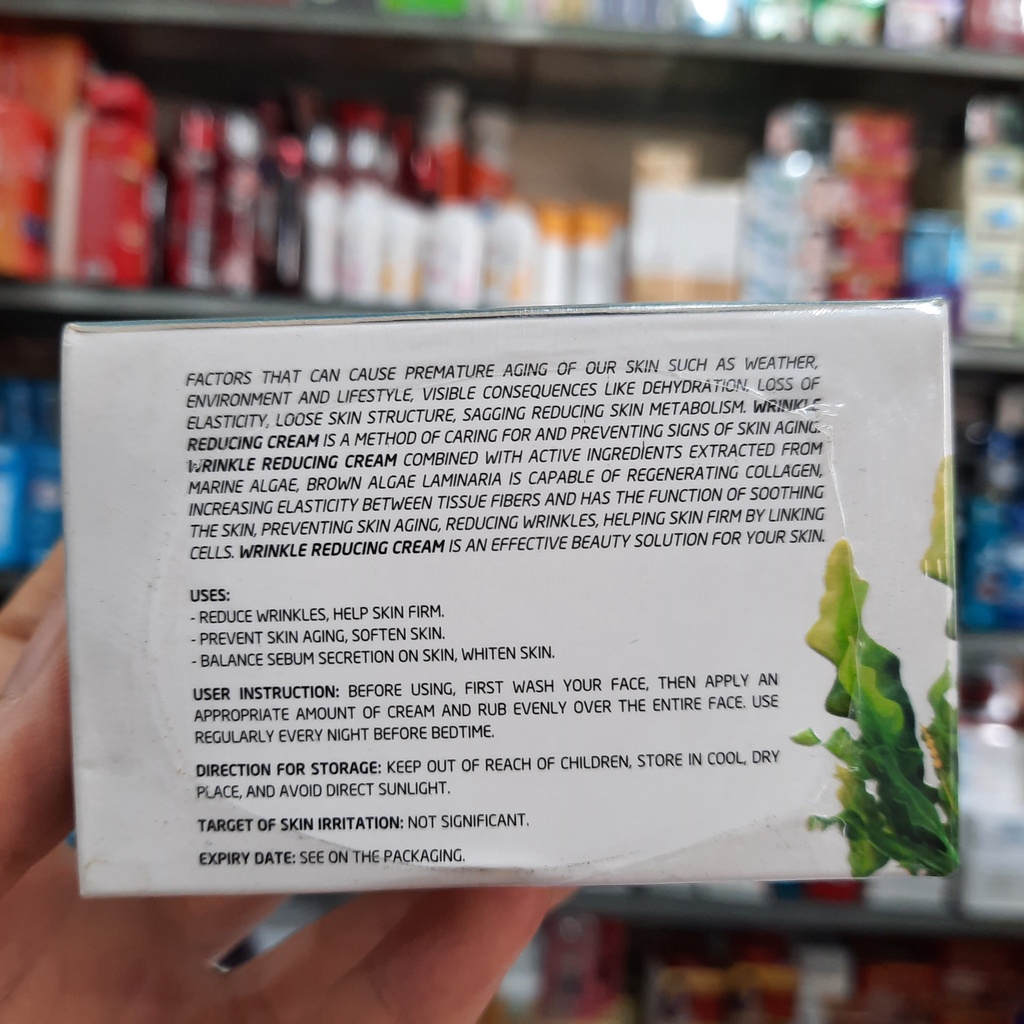 FACTORS THAT CAN CAUSE PREMATURE AGING OF OUR SKIN SUCH AS WEATHER,
ENVIRONMENT AND LIFESTYLE, VISIBLE CONSEQUENCES LIKE DEHYDRATION, LOSS OF
ELASTICITY, LOOSE SKIN STRUCTURE, SAGGING REDUCING SKIN METABOLISM. WRINKLE
REDUCING CREAM IS A METHOD OF CARING FOR AND PREVENTING SIGNS OF SKIN AGING.
WRINKLE REDUCING CREAM COMBINED WITH ACTIVE INGREDIENTS EXTRACTED FROM
MARINE ALGAE, BROWN ALGAE LAMINARIA IS CAPABLE OF REGENERATING COLLAGEN,
INCREASING ELASTICITY BETWEEN TISSUE FIBERS AND HAS THE FUNCTION OF SOOTHING
THE SKIN, PREVENTING SKIN AGING, REDUCING WRINKLES, HELPING SKIN FIRM BY LINKING
CELLS. WRINKLE REDUCING CREAM IS AN EFFECTIVE BEAUTY SOLUTION FOR YOUR SKIN.
USES:
- REDUCE WRINKLES, HELP SKIN FIRM.
- PREVENT SKIN AGING, SOFTEN SKIN.
- BALANCE SEBUM SECRETION ON SKIN, WHITEN SKIN.
USER INSTRUCTION: BEFORE USING, FIRST WASH YOUR FACE, THEN APPLY AN
APPROPRIATE AMOUNT OF CREAM AND RUB EVENLY OVER THE ENTIRE FACE. USE
REGULARLY EVERY NIGHT BEFORE BEDTIME.
DIRECTION FOR STORAGE: KEEP OUT OF REACH OF CHILDREN, STORE IN COOL, DRY
PLACE, AND AVOID DIRECT SUNLIGHT.
TARGET OF SKIN IRRITATION: NOT SIGNIFICANT.
EXPIRY DATE: SEE ON THE PACKAGING.